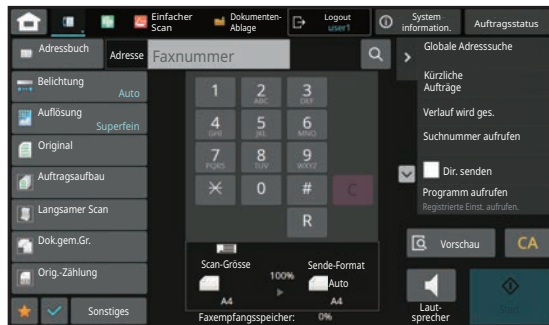 Einfacher Scan
Dokumenten-Ablage
Logout
user1
System-information.
Auftragsstatus
Adressbuch
Adresse
Faxnummer
Globale Adresssuche
Belichtung
Auto
Auflösung
Superfein
Original
Auftragsaufbau
Langsamer Scan
Dok.gem.Gr.
Orig.-Zählung
Sonstiges
1
2
ABC
3
DEF
4
GHI
5
JKL
6
MNO
7
PQRS
8
TUV
9
WXYZ
0
#
C
R
Kürzliche
Aufträge
Verlauf wird ges.
Suchnummer aufrufen
Dir. senden
Programm aufrufen
Registrierte Einst. aufrufen.
Vorschau
CA
Scan-Grösse
A4
100%
Sende-Format
Auto
A4
Faxempfangsspeicher: 0%
Laut-
sprecher
Start